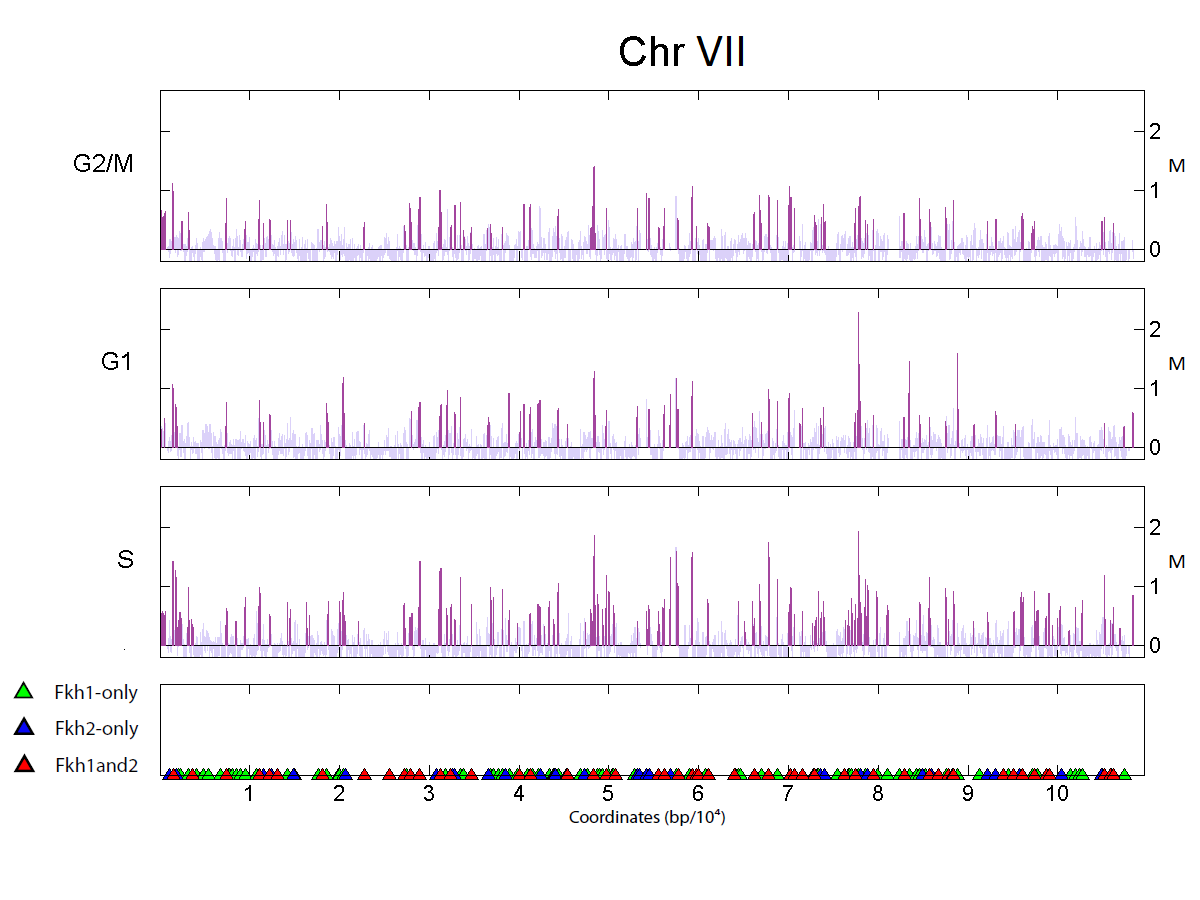 Chr VII
G2/M
2
1
0
M
G1
2
1
0
M
S
2
1
0
M
Fkh1-only
Fkh2-only
Fkh1and2
1 2 3 4 5 6 7 8 9 10
Coordinates (bp/10⁴)